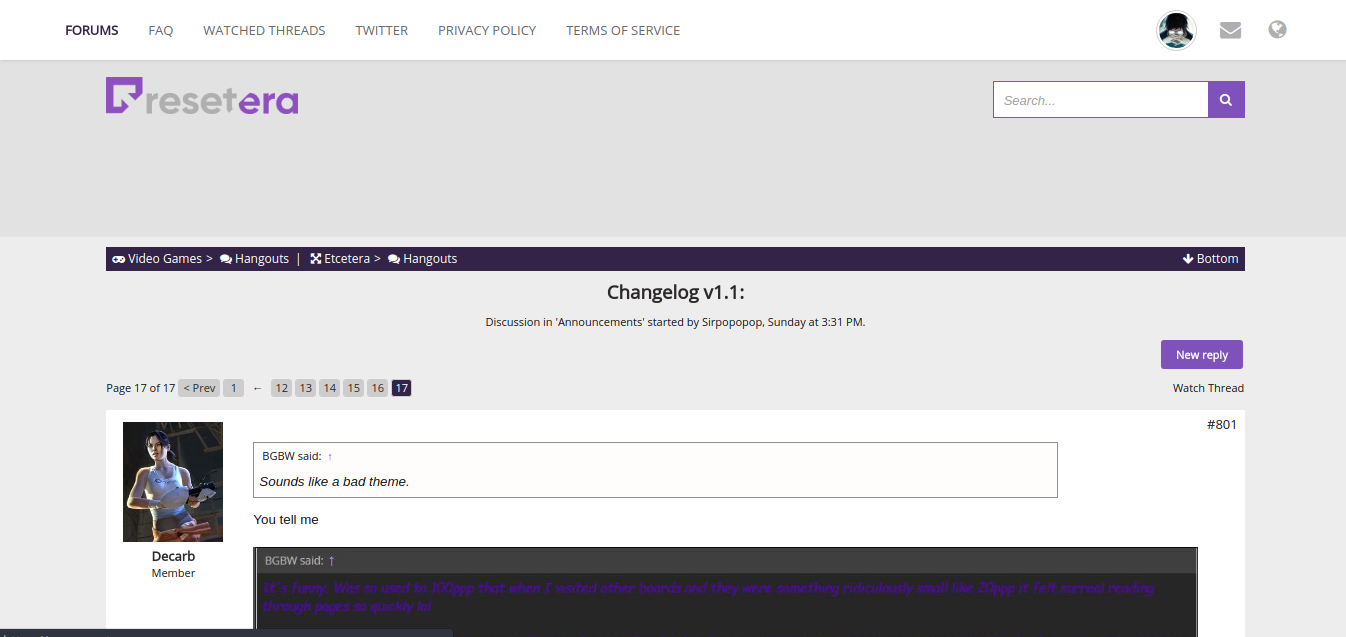 FORUMS FAQ WATCHED THREADS TWITTER PRIVACY POLICY TERMS OF SERVICE
resetera
Search...
Video Games > Hangouts | Etcetera > Hangouts Bottom
Changelog v1.1:
Discussion in 'Announcements' started by Sirpopopop, Sunday at 3:31 PM.
New reply
Page 17 of 17 < Prev 1 ← 12 13 14 15 16 17 Watch Thread
#801
BGBW said: ↑
Sounds like a bad theme.
You tell me
Decarb
Member
BGBW said: ↑
It's funny. Was so used to 100ppp that when I visited other boards and they were something ridiculously small like 20ppp it felt surreal reading
through pages so quickly lol